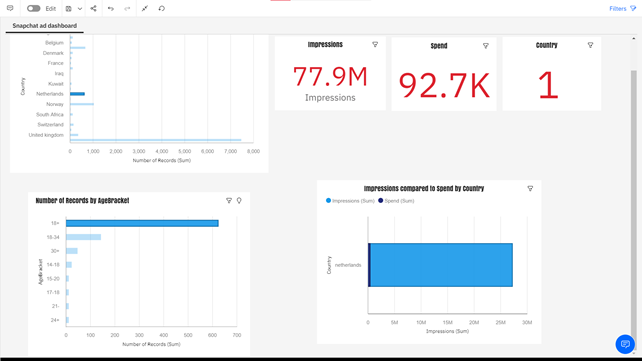 Edit
Filters
Snapchat ad dashboard
Belgium
Denmark
France
Iraq
Kuwait
Netherlands
Norway
South Africa
Switzerland
United kingdom
Country
0 1,000 2,000 3,000 4,000 5,000 6,000 7,000 8,000
Number of Records (Sum)
Impressions
77.9M
Impressions
Spend
92.7K
Country
1
Number of Records by AgeBracket
18+
18-34
30+
14-18
15-20
17-18
21-
24+
AgeBracket
0 100 200 300 400 500 600 700
Number of Records (Sum)
Impressions Compared to Spend by Country
Impressions (Sum) Spend (Sum)
Country
netherlands
0 5M 10M 15M 20M 25M 30M
Impressions (Sum)